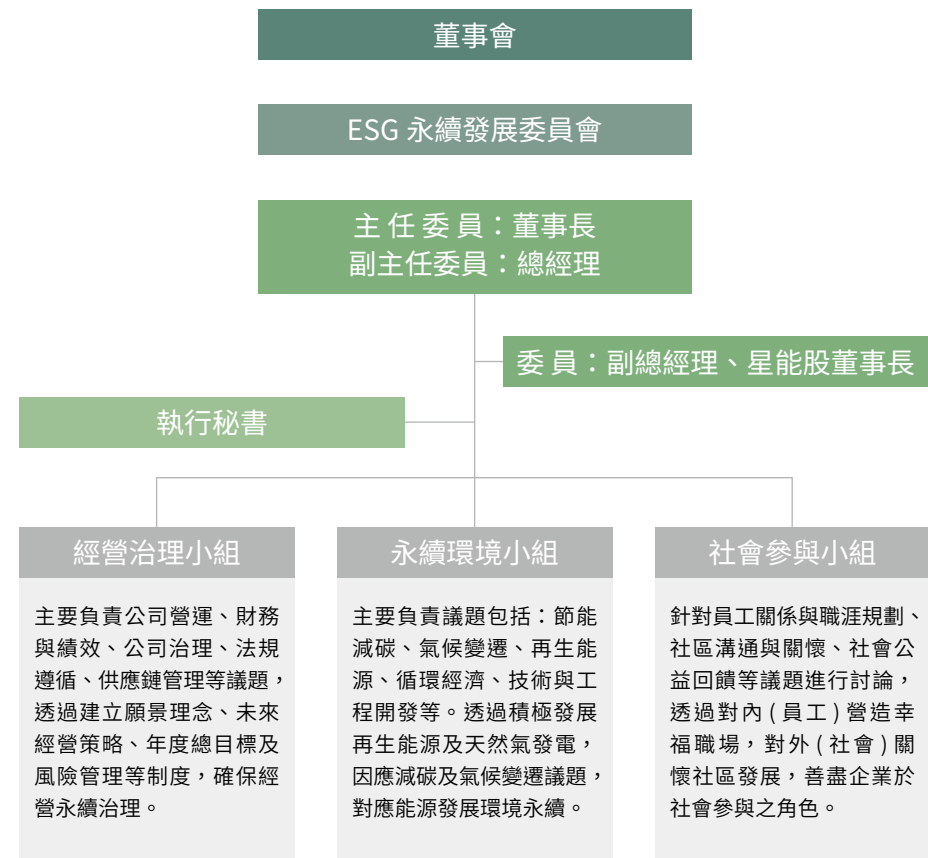 董事會
ESG 永續發展委員會
主 任 委 員：董事長
副主任委員：總經理
委 員：副總經理、星能股董事長
執行秘書
經營治理小組
主要負責公司營運、財務
與績效、公司治理、法規
遵循、供應鏈管理等議題，
透過建立願景理念、未來
經營策略、年度總目標及
風險管理等制度，確保經
營永續治理。
永續環境小組
主要負責議題包括：節能
減碳、氣候變遷、再生能
源、循環經濟、技術與工
程開發等。透過積極發展
再生能源及天然氣發電，
因應減碳及氣候變遷議題，
對應能源發展環境永續。
社會參與小組
針對員工關係與職涯規劃、
社區溝通與關懷、社會公
益回饋等議題進行討論，
透過對內 ( 員工 ) 營造幸
福職場，對外 ( 社會 ) 關
懷社區發展，善盡企業於
社會參與之角色。